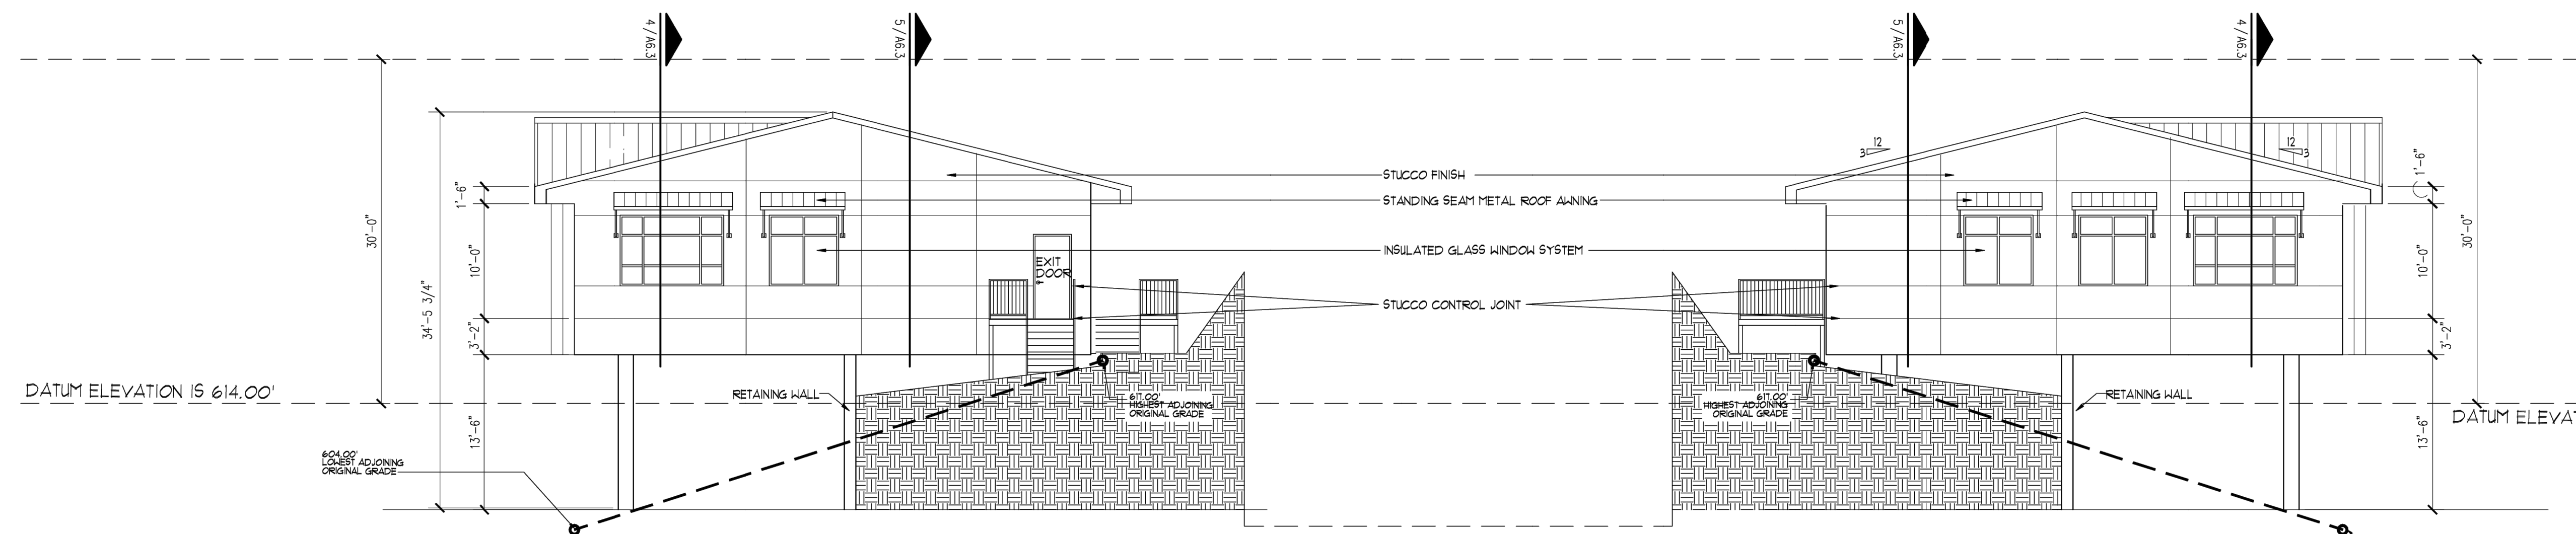 4 / A6.3
5 / A6.3
5 / A6.3
4 / A6.3
12
3
12
3
STUCCO FINISH
STANDING SEAM METAL ROOF AWNING
INSULATED GLASS WINDOW SYSTEM
STUCCO CONTROL JOINT
EXIT
DOOR
30'-0"
34'-5 3/4"
1'-6"
10'-0"
3'-2"
13'-6"
1'-6"
10'-0"
3'-2"
13'-6"
30'-0"
DATUM ELEVATION IS 614.00'
DATUM ELEVAT
RETAINING WALL
RETAINING WALL
617.00'
HIGHEST ADJOINING
ORIGINAL GRADE
617.00'
HIGHEST ADJOINING
ORIGINAL GRADE
604.00'
LOWEST ADJOINING
ORIGINAL GRADE